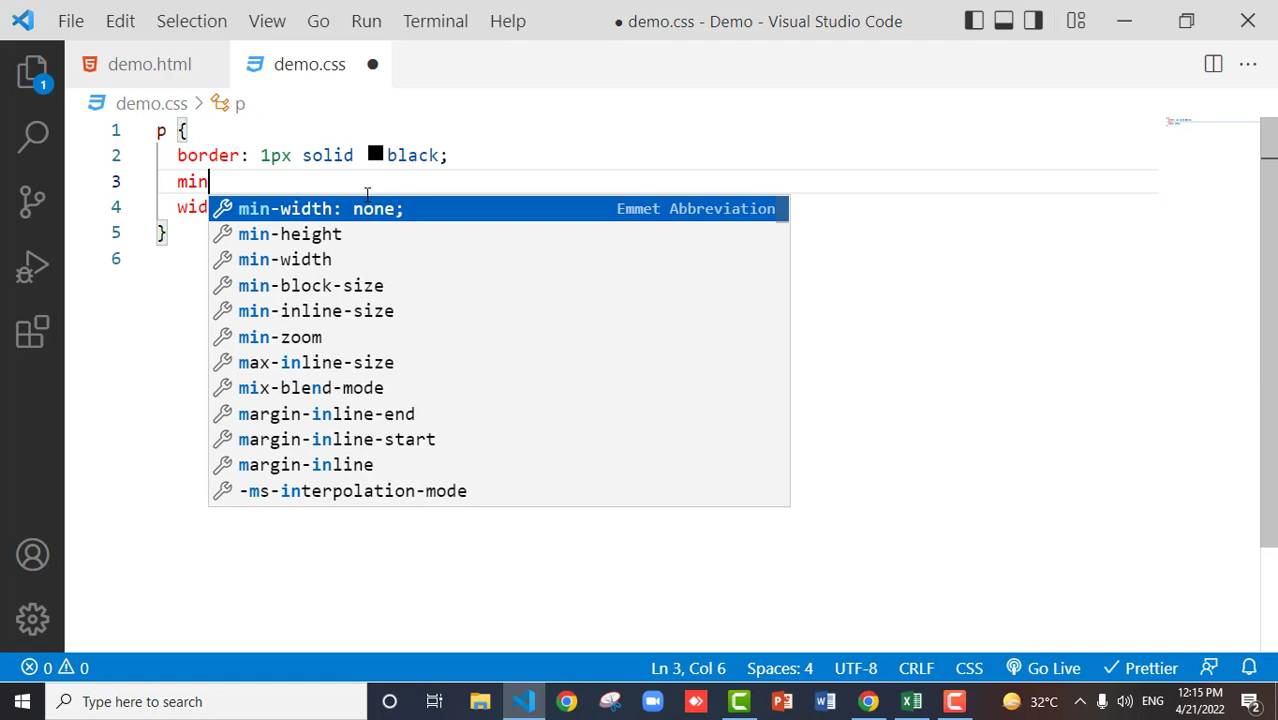 File Edit Selection View Go Run Terminal Help ● demo.css - Demo - Visual Studio Code
demo.html demo.css ●
1
demo.css > p
1 p {
2 border: 1px solid black;
3 min
4 wid
5 }
6
min-width: none; Emmet Abbreviation
min-height
min-width
min-block-size
min-inline-size
min-zoom
max-inline-size
mix-blend-mode
margin-inline-end
margin-inline-start
margin-inline
-ms-interpolation-mode
0 0 Ln 3, Col 6 Spaces: 4 UTF-8 CRLF CSS Go Live Prettier
Type here to search 32°C ENG 12:15 PM 4/21/2022 2